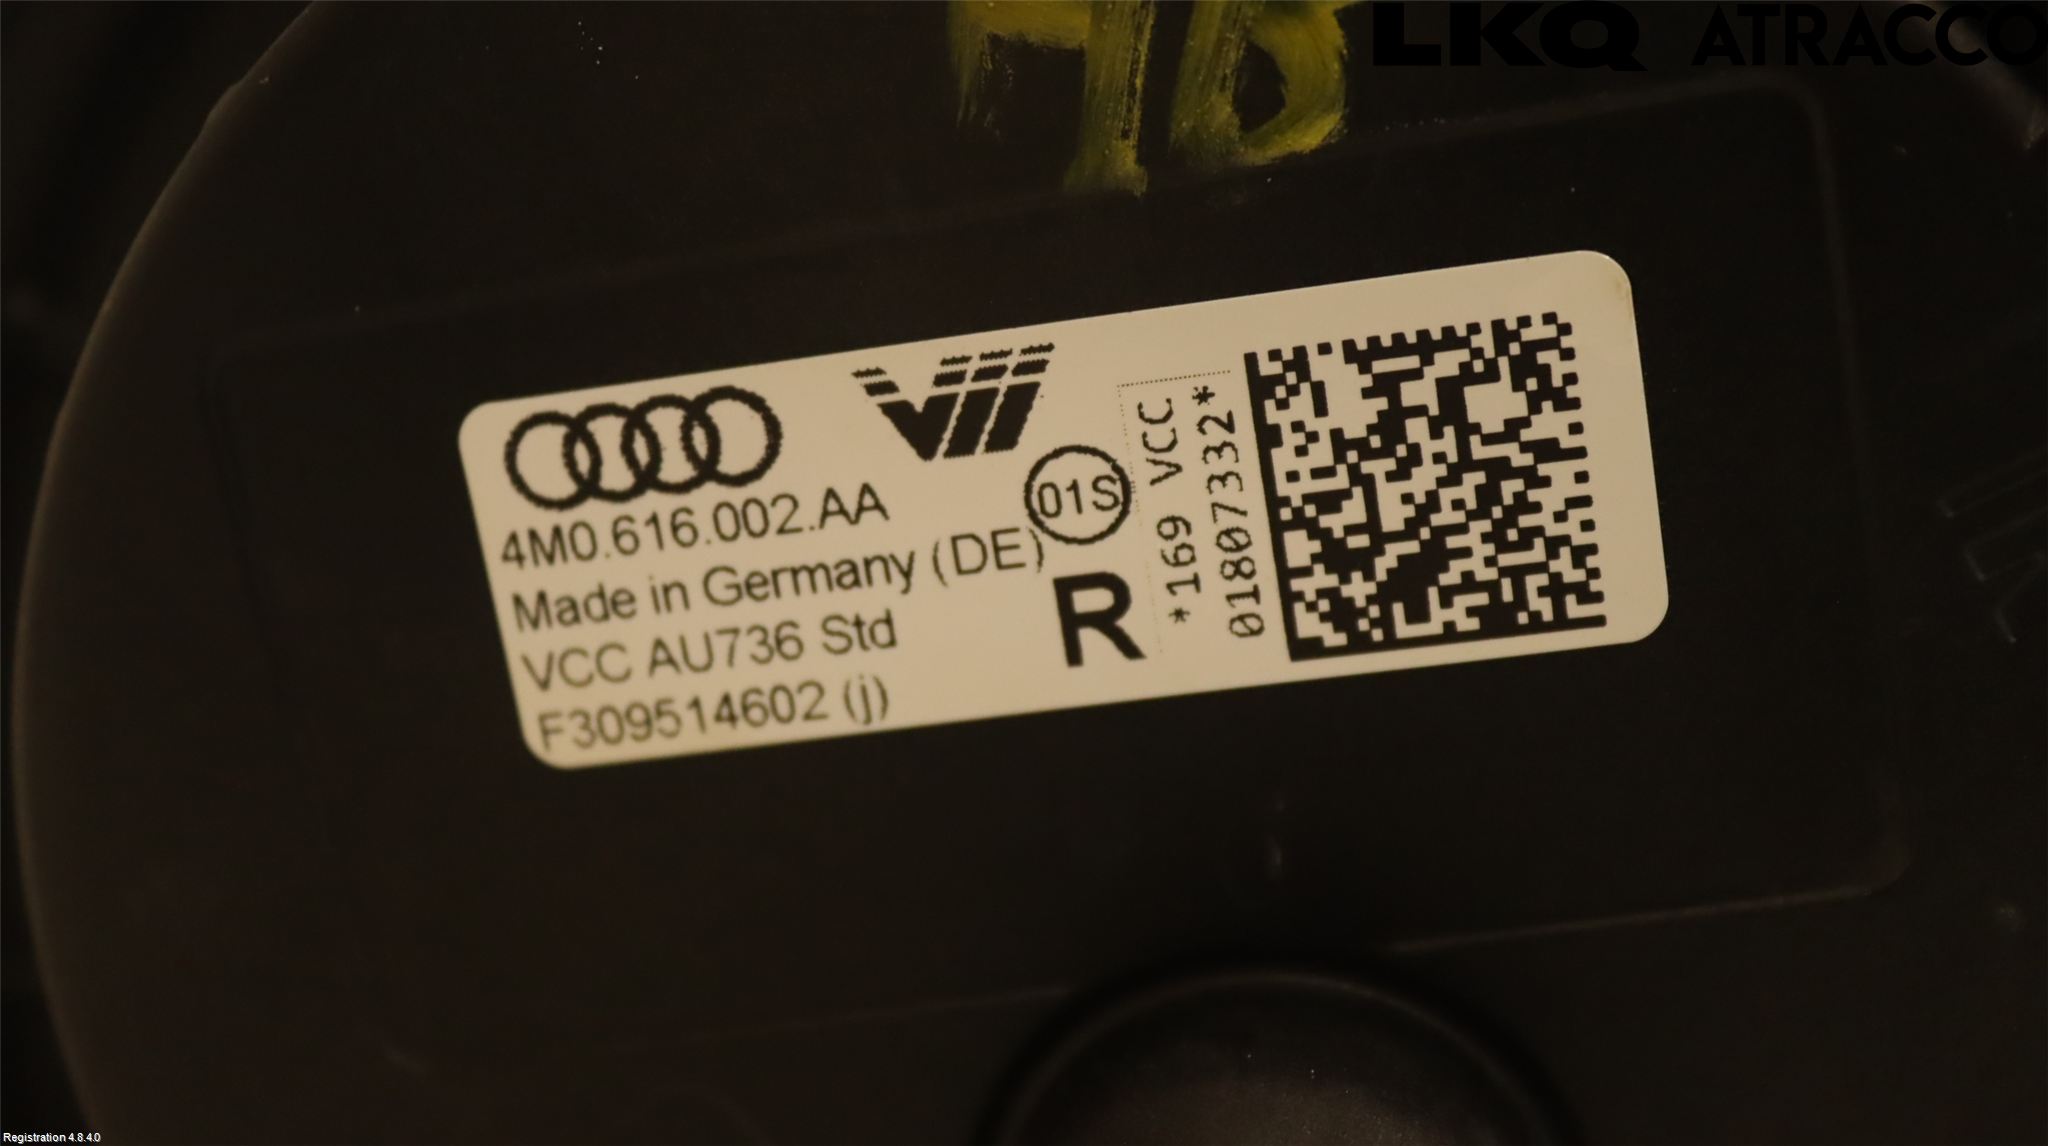 LKQ ATRACCO
4M0.616.002.AA
Made in Germany (DE)
VCC AU736 Std
F309514602 (j)
01S
R
*169 VCC
0180732*
Registration 4.8.4.0